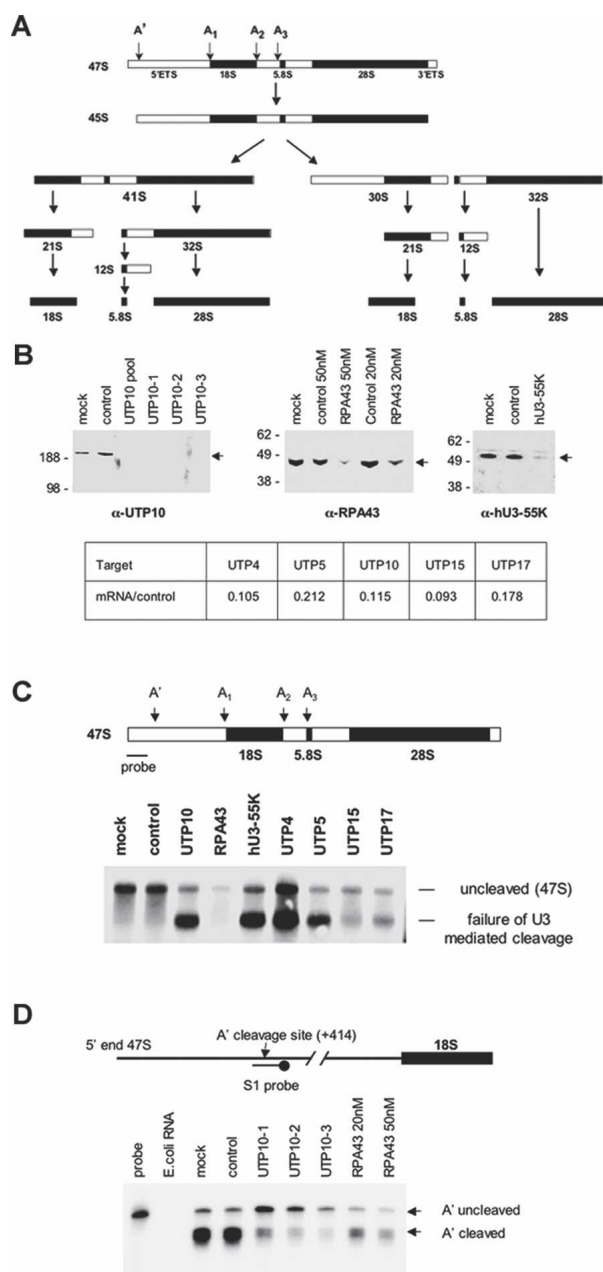 A
A' A1 A2 A3
47S
5'ETS 18S 5.8S 28S 3'ETS
45S
41S 30S 32S
21S 32S 21S 12S
12S
18S 5.8S 28S 18S 5.8S 28S
B
mock control UTP10 pool UTP10-1 UTP10-2 UTP10-3
188 -
98 -
α-UTP10
mock control 50nM RPA43 50nM Control 20nM RPA43 20nM
62 -
49 -
38 -
α-RPA43
mock control hU3-55K
62 -
49 -
38 -
α-hU3-55K
Target UTP4 UTP5 UTP10 UTP15 UTP17
mRNA/control 0.105 0.212 0.115 0.093 0.178
C
A' A1 A2 A3
47S
18S 5.8S 28S
probe
mock control UTP10 RPA43 hU3-55K UTP4 UTP5 UTP15 UTP17
uncleaved (47S)
failure of U3
mediated cleavage
D
A' cleavage site (+414)
5' end 47S 18S
S1 probe
probe E.coli RNA mock control UTP10-1 UTP10-2 UTP10-3 RPA43 20nM RPA43 50nM
A' uncleaved
A' cleaved